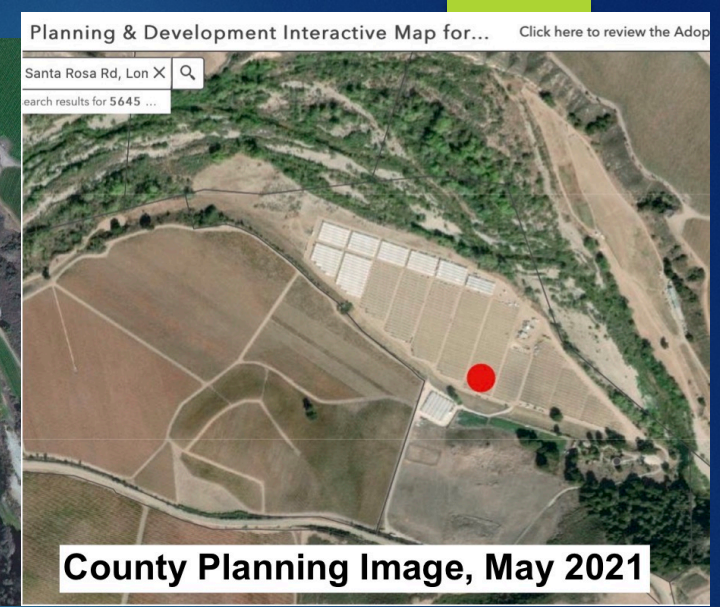 Planning & Development Interactive Map for... Click here to review the Adop
Santa Rosa Rd, Lon
earch results for 5645 ...
County Planning Image, May 2021